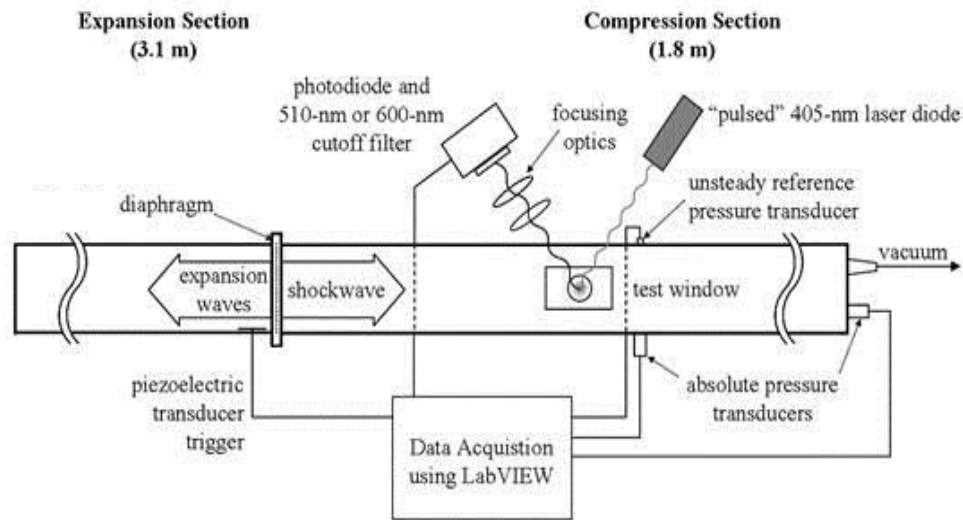 Expansion Section
(3.1 m)
Compression Section
(1.8 m)
photodiode and
510-nm or 600-nm
cutoff filter
focusing
optics
"pulsed" 405-nm laser diode
unsteady reference
pressure transducer
diaphragm
vacuum
expansion
waves
shockwave
test window
piezoelectric
transducer
trigger
absolute pressure
transducers
Data Acquistion
using LabVIEW